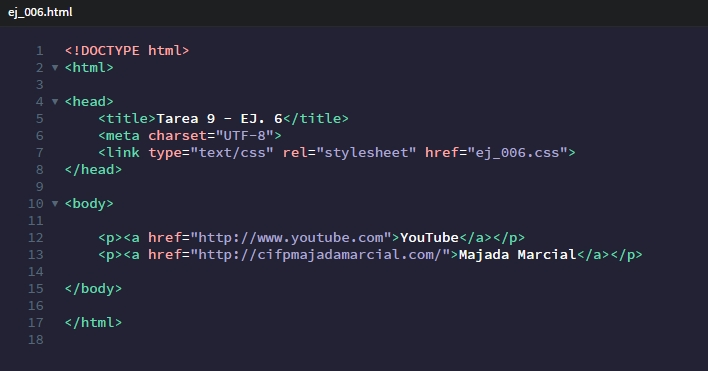 ej_006.html
1 <!DOCTYPE html>
2 <html>
3
4 <head>
5 <title>Tarea 9 - EJ. 6</title>
6 <meta charset="UTF-8">
7 <link type="text/css" rel="stylesheet" href="ej_006.css">
8 </head>
9
10 <body>
11
12 <p><a href="http://www.youtube.com">YouTube</a></p>
13 <p><a href="http://cifpmajadamarcial.com/">Majada Marcial</a></p>
14
15 </body>
16
17 </html>
18